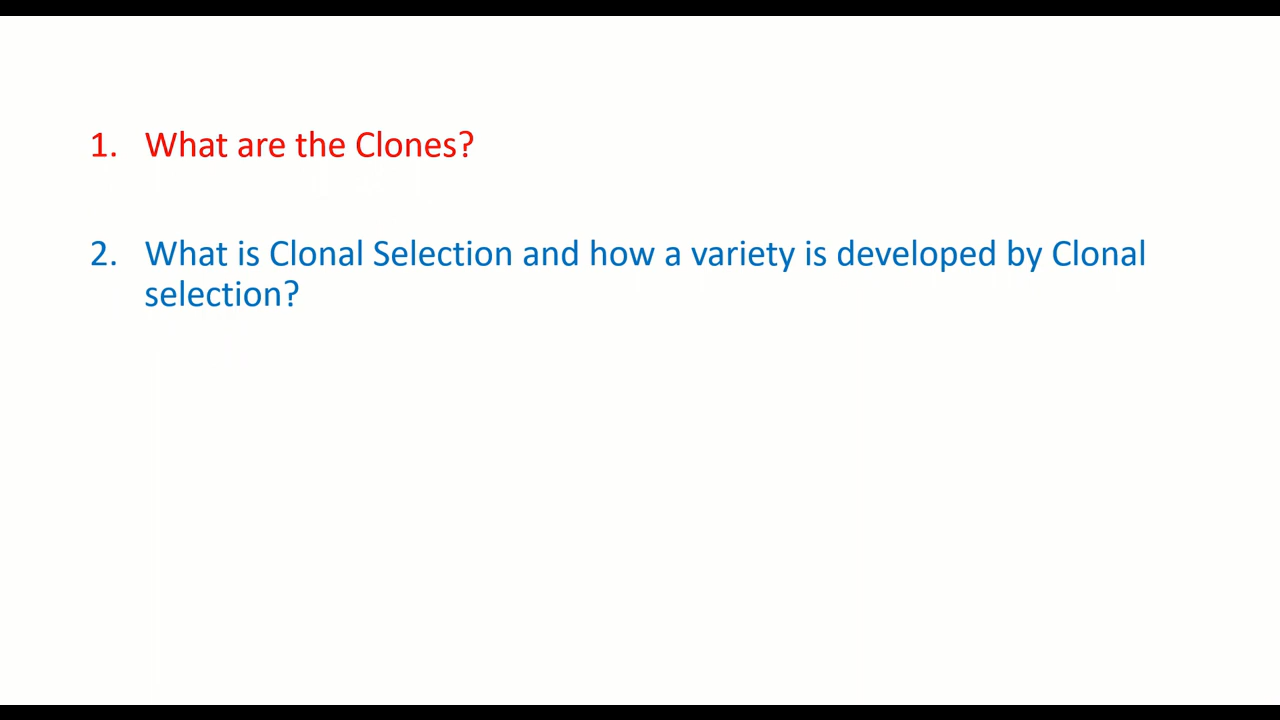 1. What are the Clones?
2. What is Clonal Selection and how a variety is developed by Clonal
selection?